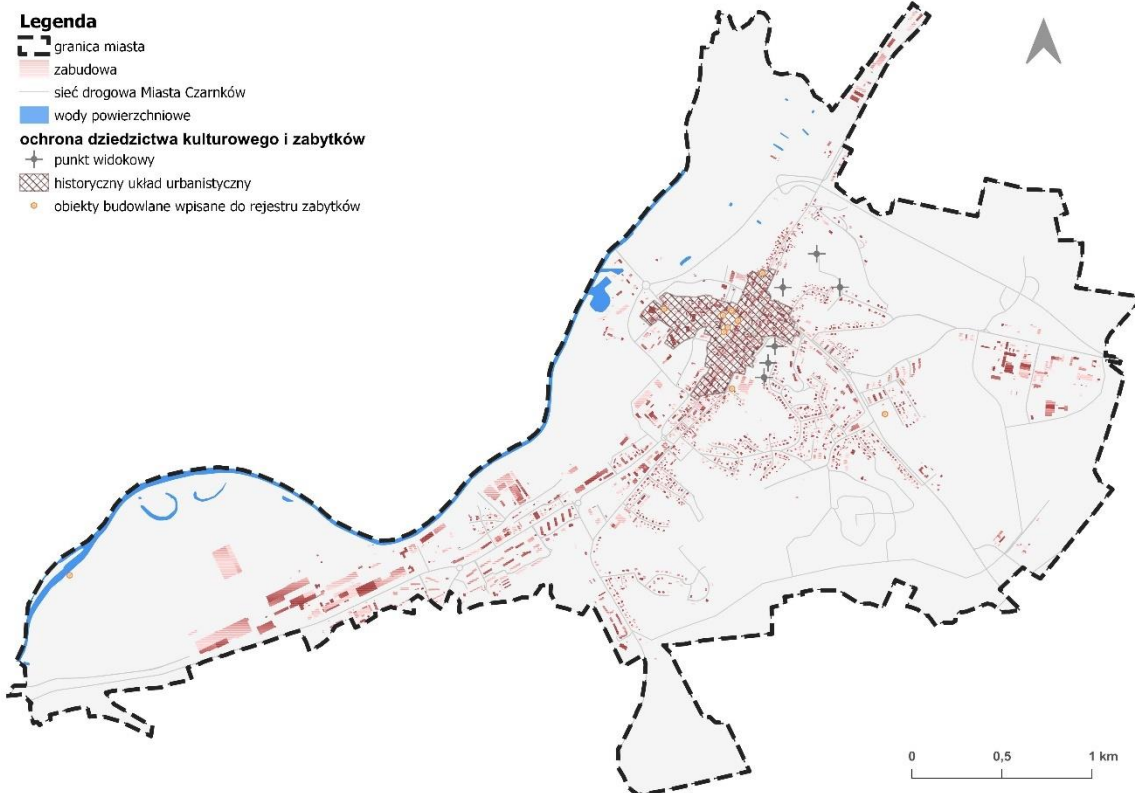 Legenda
granica miasta
zabudowa
sieć drogowa Miasta Czarnków
wody powierzchniowe
ochrona dziedzictwa kulturowego i zabytków
punkt widokowy
historyczny układ urbanistyczny
obiekty budowlane wpisane do rejestru zabytków
0 0,5 1 km